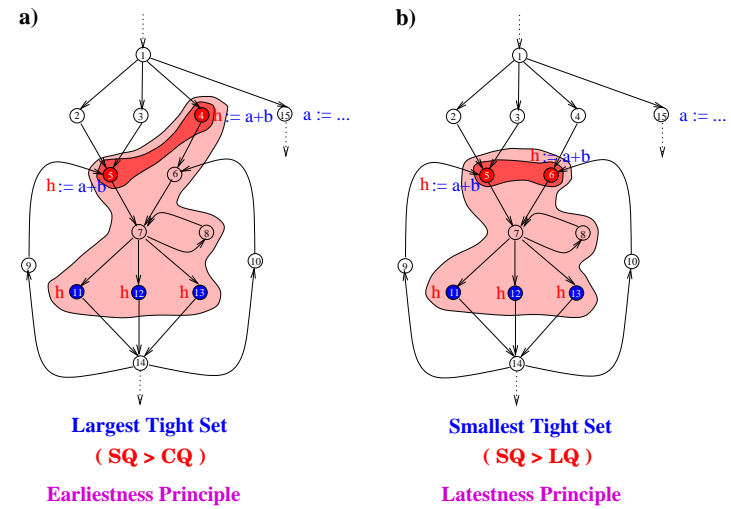 a)
1
2
3
4
h := a+b
15
a := ...
5
6
h := a+b
7
8
9
10
h 11
h 12
h 13
14
Largest Tight Set
( SQ > CQ )
Earliestness Principle
b)
1
2
3
4
15
a := ...
h := a+b
5
6
h := a+b
7
8
9
10
h 11
h 12
h 13
14
Smallest Tight Set
( SQ > LQ )
Latestness Principle